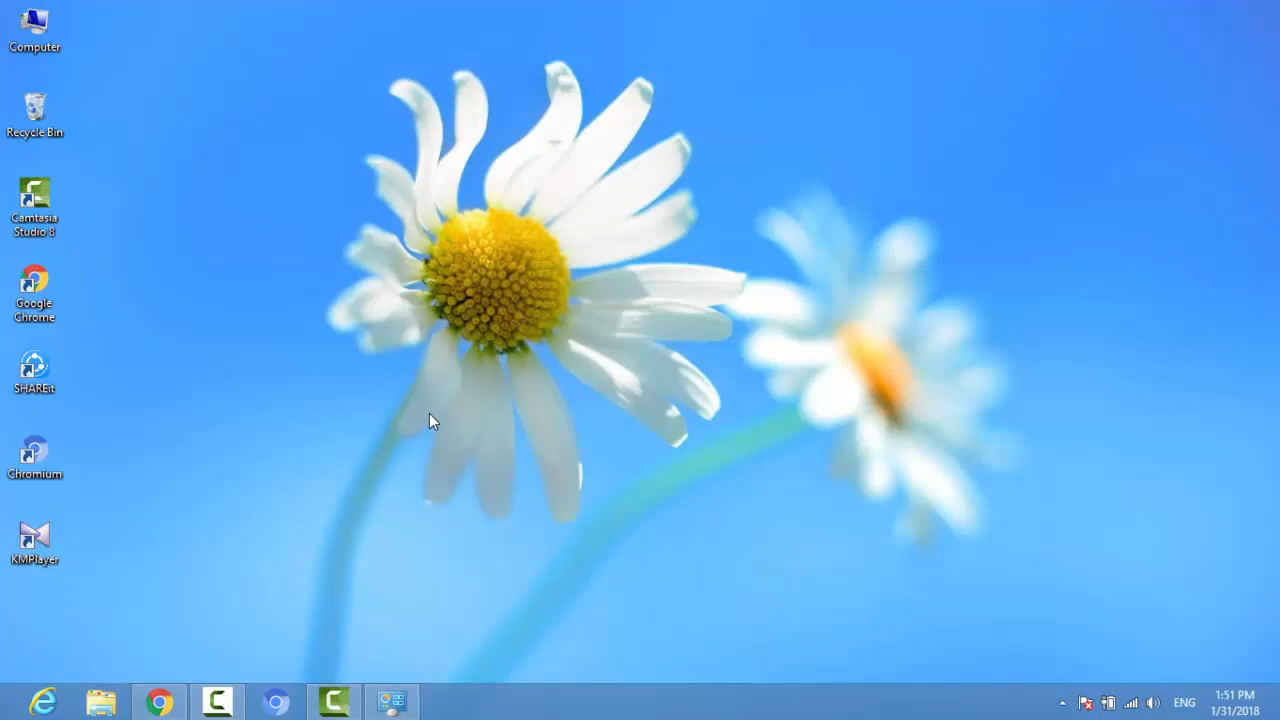 Computer
Recycle Bin
Camtasia
Studio 8
Google
Chrome
SHAREit
Chromium
KMPlayer
ENG
1:51 PM
1/31/2018